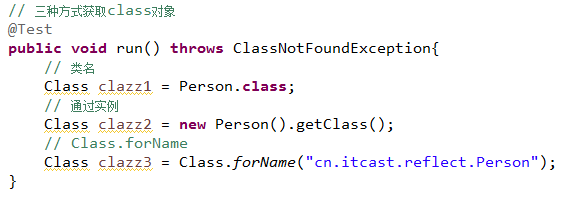 // 三种方式获取class对象
@Test
public void run() throws ClassNotFoundException{
// 类名
Class clazz1 = Person.class;
// 通过实例
Class clazz2 = new Person().getClass();
// Class.forName
Class clazz3 = Class.forName("cn.itcast.reflect.Person");
}